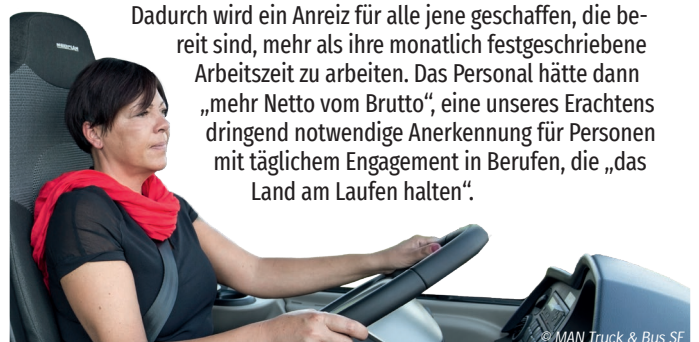 Dadurch wird ein Anreiz für alle jene geschaffen, die be-
reit sind, mehr als ihre monatlich festgeschriebene
Arbeitszeit zu arbeiten. Das Personal hätte dann
„mehr Netto vom Brutto“, eine unseres Erachtens
dringend notwendige Anerkennung für Personen
mit täglichem Engagement in Berufen, die „das
Land am Laufen halten“.
© MAN Truck & Bus SE